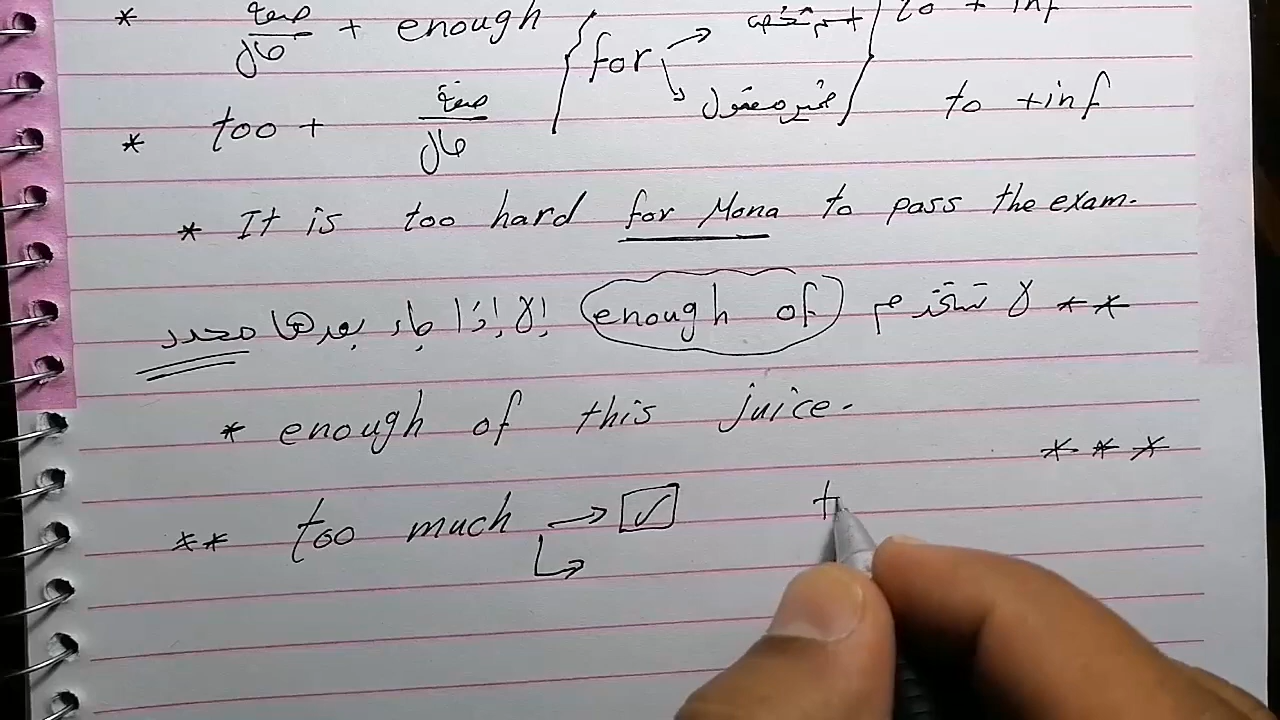 * صفة + enough for → اسم شخص to + inf
حال
* too + صفة ضمير مفعول to + inf
حال
* It is too hard for Mona to pass the exam.
** لا تستخدم enough of إلا إذا جاء بعدها محدد
* enough of this juice.
***
** too much → ✓ t